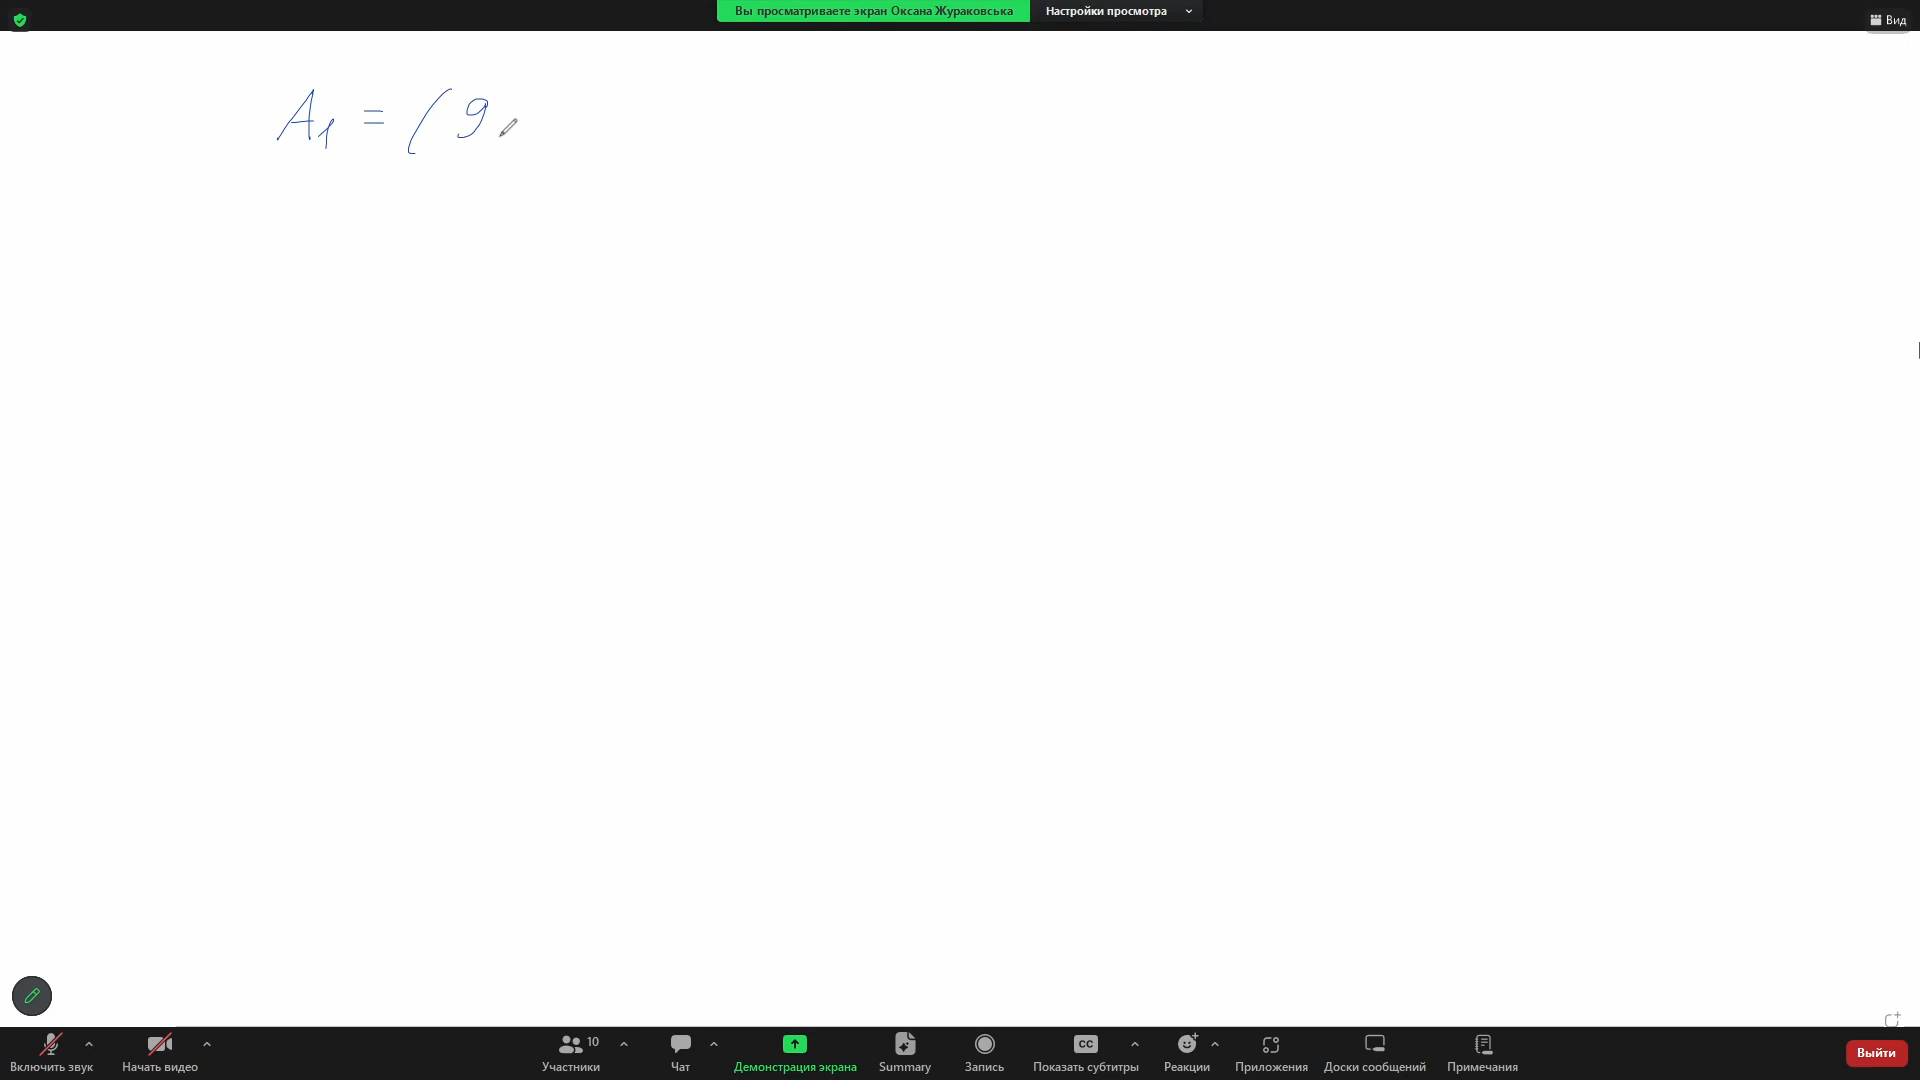 Вы просматриваете экран Оксана Жураковська
Настройки просмотра
Вид
A₁ = ( 9
Включить звук
Начать видео
Участники 10
Чат
Демонстрация экрана
Summary
Запись
CC
Показать субтитры
Реакции
Приложения
Доски сообщений
Примечания
Выйти